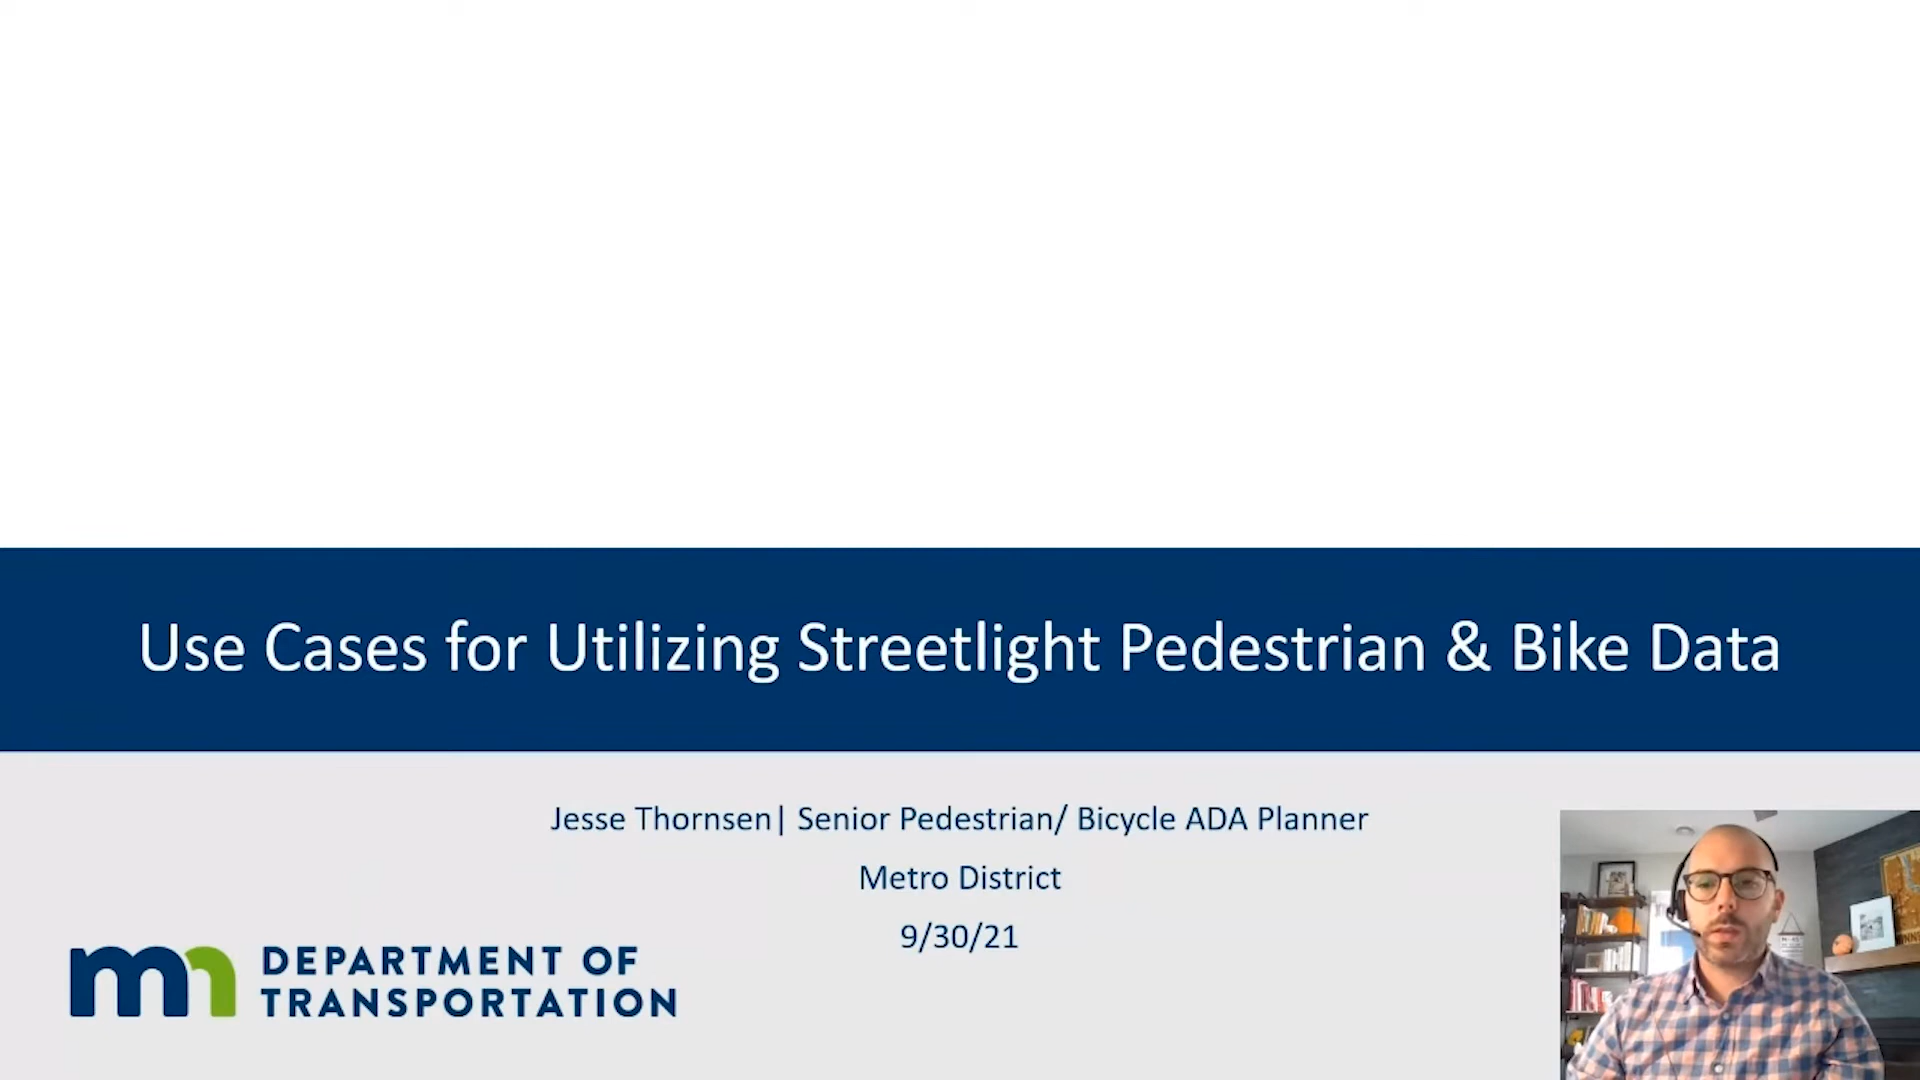 Use Cases for Utilizing Streetlight Pedestrian & Bike Data
Jesse Thornsen| Senior Pedestrian/ Bicycle ADA Planner
Metro District
9/30/21
mn DEPARTMENT OF
TRANSPORTATION